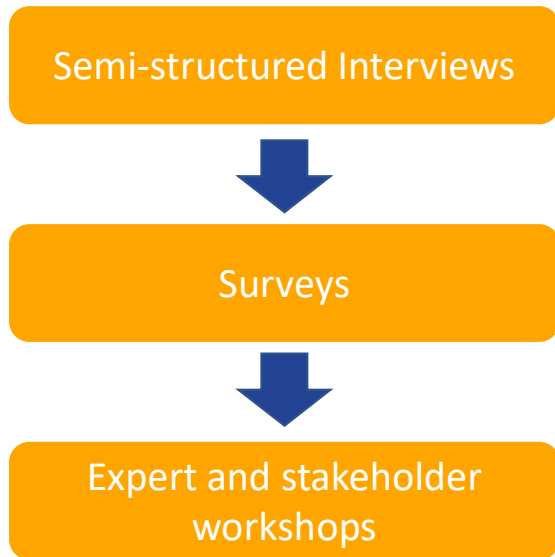 Semi-structured Interviews
Surveys
Expert and stakeholder
workshops